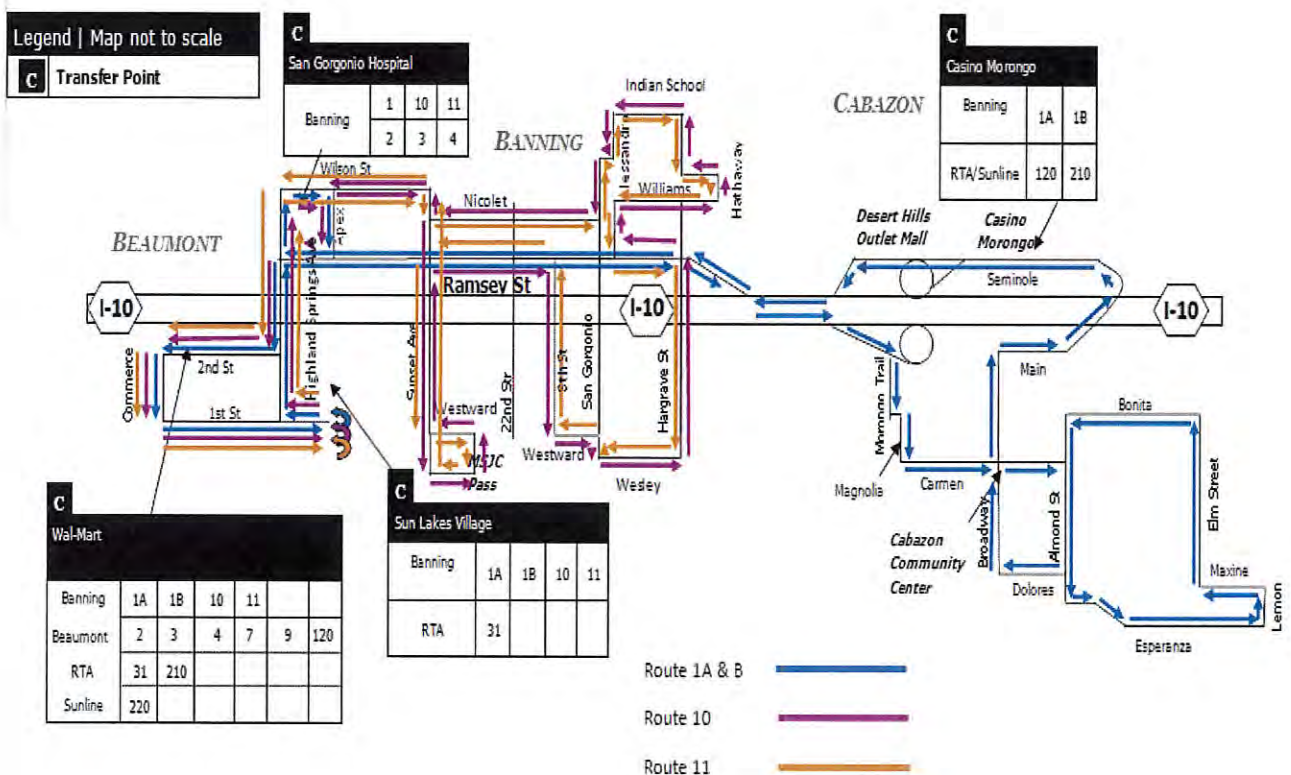 Legend | Map not to scale
C Transfer Point
C
San Gorgonio Hospital
Banning 1 10 11
2 3 4
C
Casino Morongo
Banning 1A 1B
RTA/Sunline 120 210
Indian School
CABAZON
BANNING
BEAUMONT
Wilson St
Apex
Nicolet
Williams
Hathaway
Desert Hills
Outlet Mall
Casino
Morongo
Seminole
Ramsey St
I-10
I-10
I-10
Highland Springs Ave
Sunset Ave
22nd Str
8th St
San Gorgonio
Hargrave St
Commerce
2nd St
1st St
Westward
MSJC
Pass
Westward
Wesley
Morongo Trail
Main
Magnolia
Carmen
Broadway
Almond St
Bonita
Elm Street
Cabazon
Community
Center
Dolores
Maxine
Lemon
Esperanza
C
Wal-Mart
Banning 1A 1B 10 11
Beaumont 2 3 4 7 9 120
RTA 31 210
Sunline 220
C
Sun Lakes Village
Banning 1A 1B 10 11
RTA 31
Route 1A & B
Route 10
Route 11